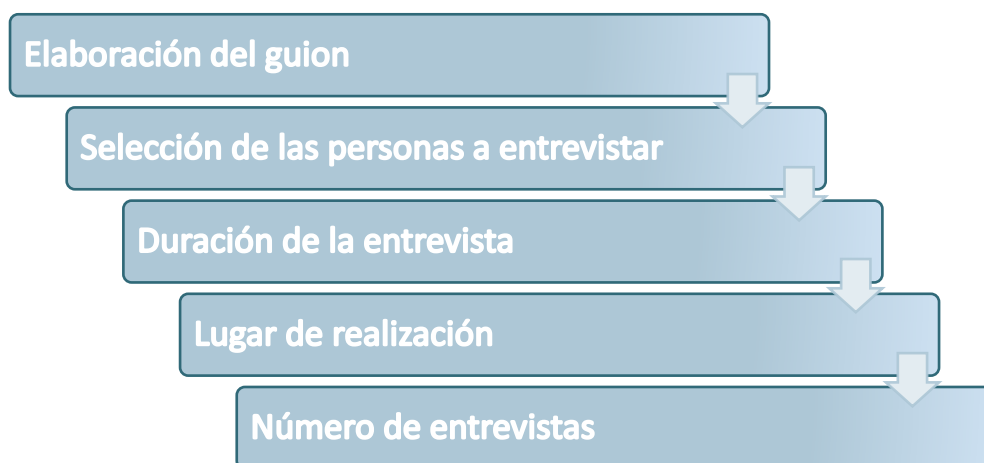 Elaboración del guion
Selección de las personas a entrevistar
Duración de la entrevista
Lugar de realización
Número de entrevistas